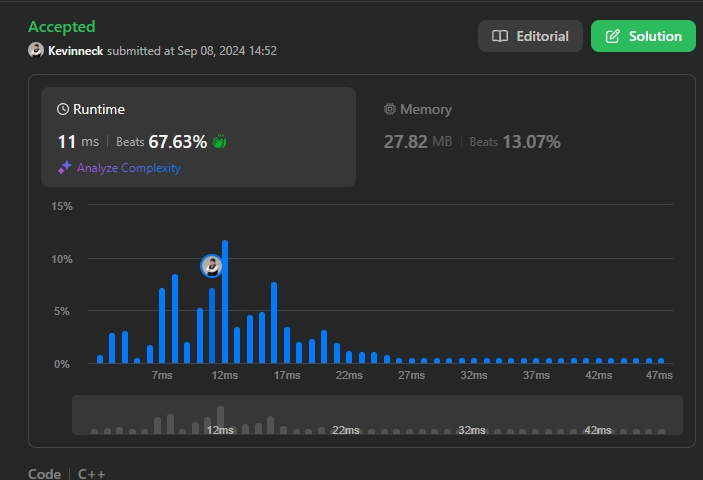 Accepted
Kevinneck submitted at Sep 08, 2024 14:52
Editorial
Solution
Runtime
11 ms | Beats 67.63%
Analyze Complexity
Memory
27.82 MB | Beats 13.07%
15%
10%
5%
0%
7ms 12ms 17ms 22ms 27ms 32ms 37ms 42ms 47ms
12ms 22ms 32ms 42ms
Code | C++